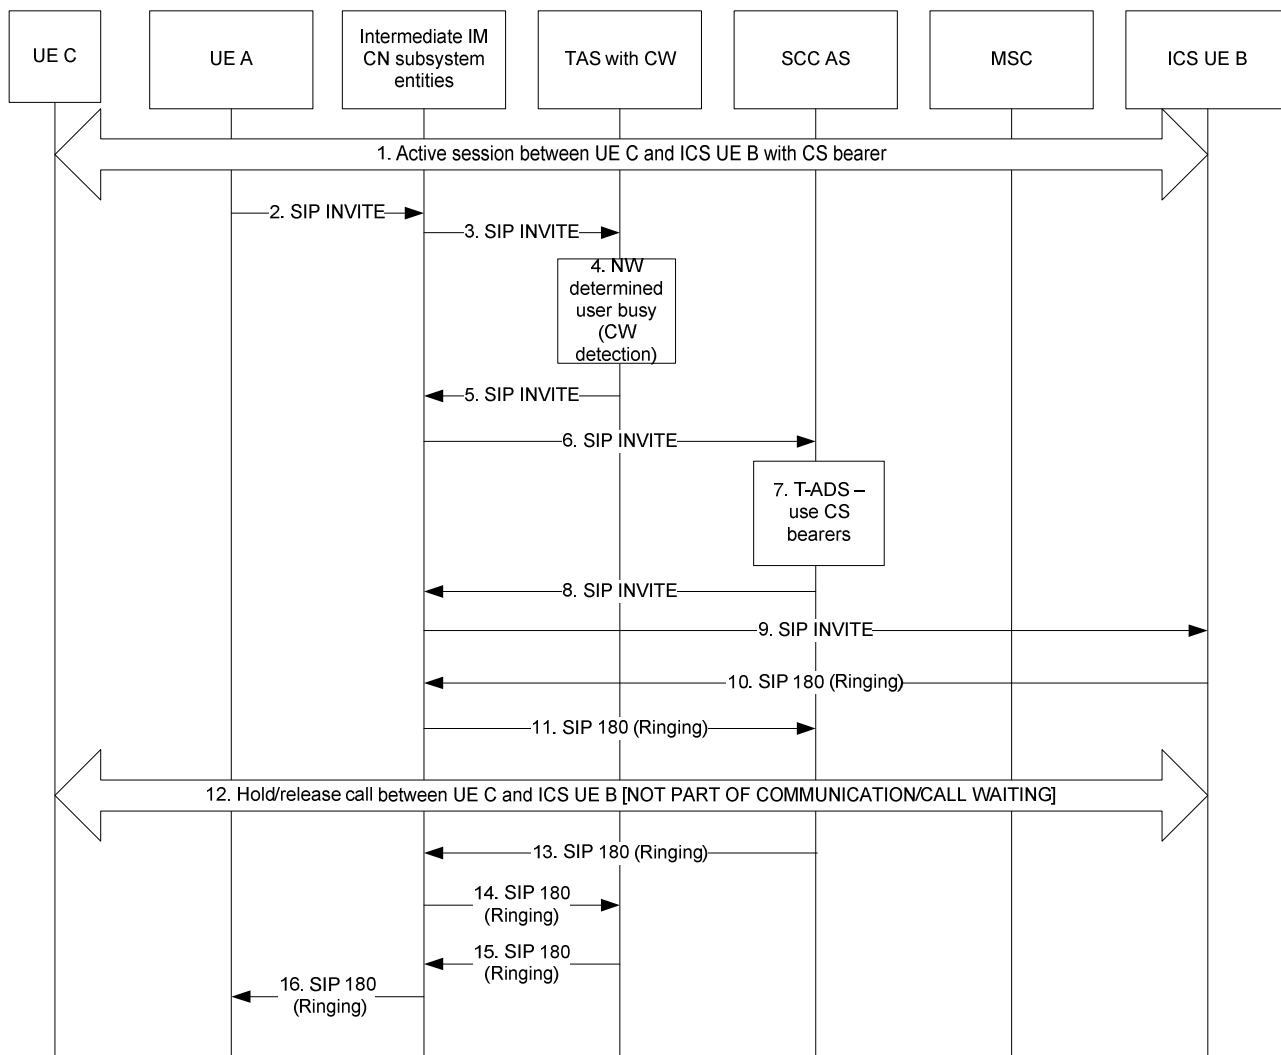 UE C
UE A
Intermediate IM
CN subsystem
entities
TAS with CW
SCC AS
MSC
ICS UE B
1. Active session between UE C and ICS UE B with CS bearer
2. SIP INVITE
3. SIP INVITE
4. NW
determined
user busy
(CW
detection)
5. SIP INVITE
6. SIP INVITE
7. T-ADS –
use CS
bearers
8. SIP INVITE
9. SIP INVITE
10. SIP 180 (Ringing)
11. SIP 180 (Ringing)
12. Hold/release call between UE C and ICS UE B [NOT PART OF COMMUNICATION/CALL WAITING]
13. SIP 180 (Ringing)
14. SIP 180
(Ringing)
15. SIP 180
(Ringing)
16. SIP 180
(Ringing)